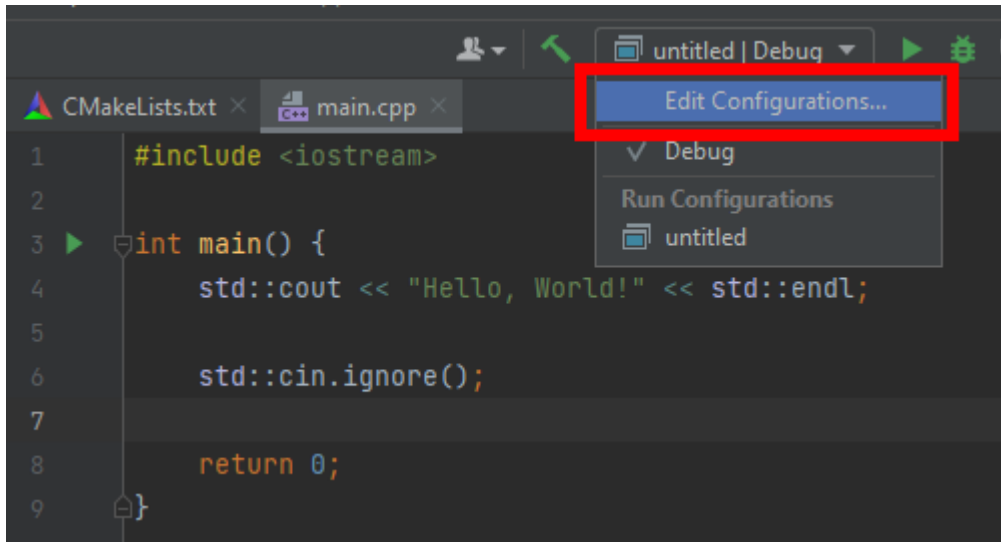 untitled | Debug
CMakeLists.txt
main.cpp
Edit Configurations...
Debug
Run Configurations
untitled
1 #include <iostream>
2
3 int main() {
4 std::cout << "Hello, World!" << std::endl;
5
6 std::cin.ignore();
7
8 return 0;
9 }